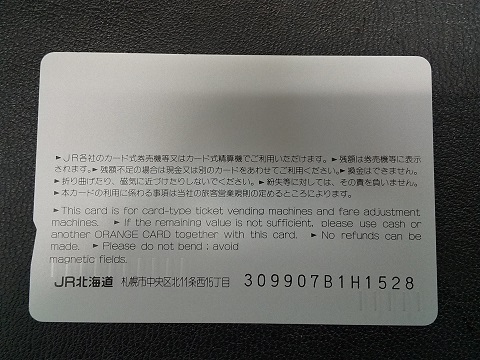 ►JR各社のカード式券売機等又はカード式精算機でご利用いただけます。►残額は券売機等に表示
されます。►残額不足の場合は現金又は別のカードをあわせてご利用ください。►換金はできません。
►折り曲げたり、磁気に近づけたりしないでください。►紛失等に対しては、その責を負いません。
►本カードの利用に係わる事項は当社の旅客営業規則の定めるところによります。
►This card is for card-type ticket vending machines and fare adjustment
machines. ►If the remaining value is not sufficient, please use cash or
another ORANGE CARD together with this card. ►No refunds can be
made. ►Please do not bend; avoid
magnetic fields.
JR北海道 札幌市中央区北11条西15丁目 309907B1H1528